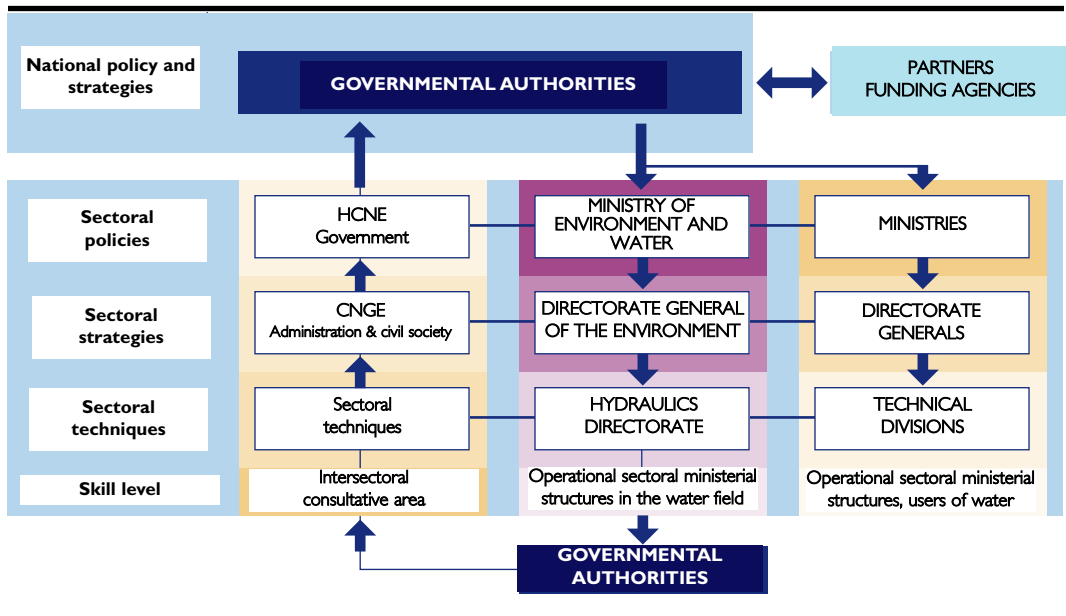 National policy and
strategies
GOVERNMENTAL AUTHORITIES
PARTNERS
FUNDING AGENCIES
Sectoral
policies
HCNE
Government
MINISTRY OF
ENVIRONMENT AND
WATER
MINISTRIES
Sectoral
strategies
CNGE
Administration & civil society
DIRECTORATE GENERAL
OF THE ENVIRONMENT
DIRECTORATE
GENERALS
Sectoral
techniques
Sectoral
techniques
HYDRAULICS
DIRECTORATE
TECHNICAL
DIVISIONS
Skill level
Intersectoral
consultative area
Operational sectoral ministerial
structures in the water field
Operational sectoral ministerial
structures, users of water
GOVERNMENTAL
AUTHORITIES